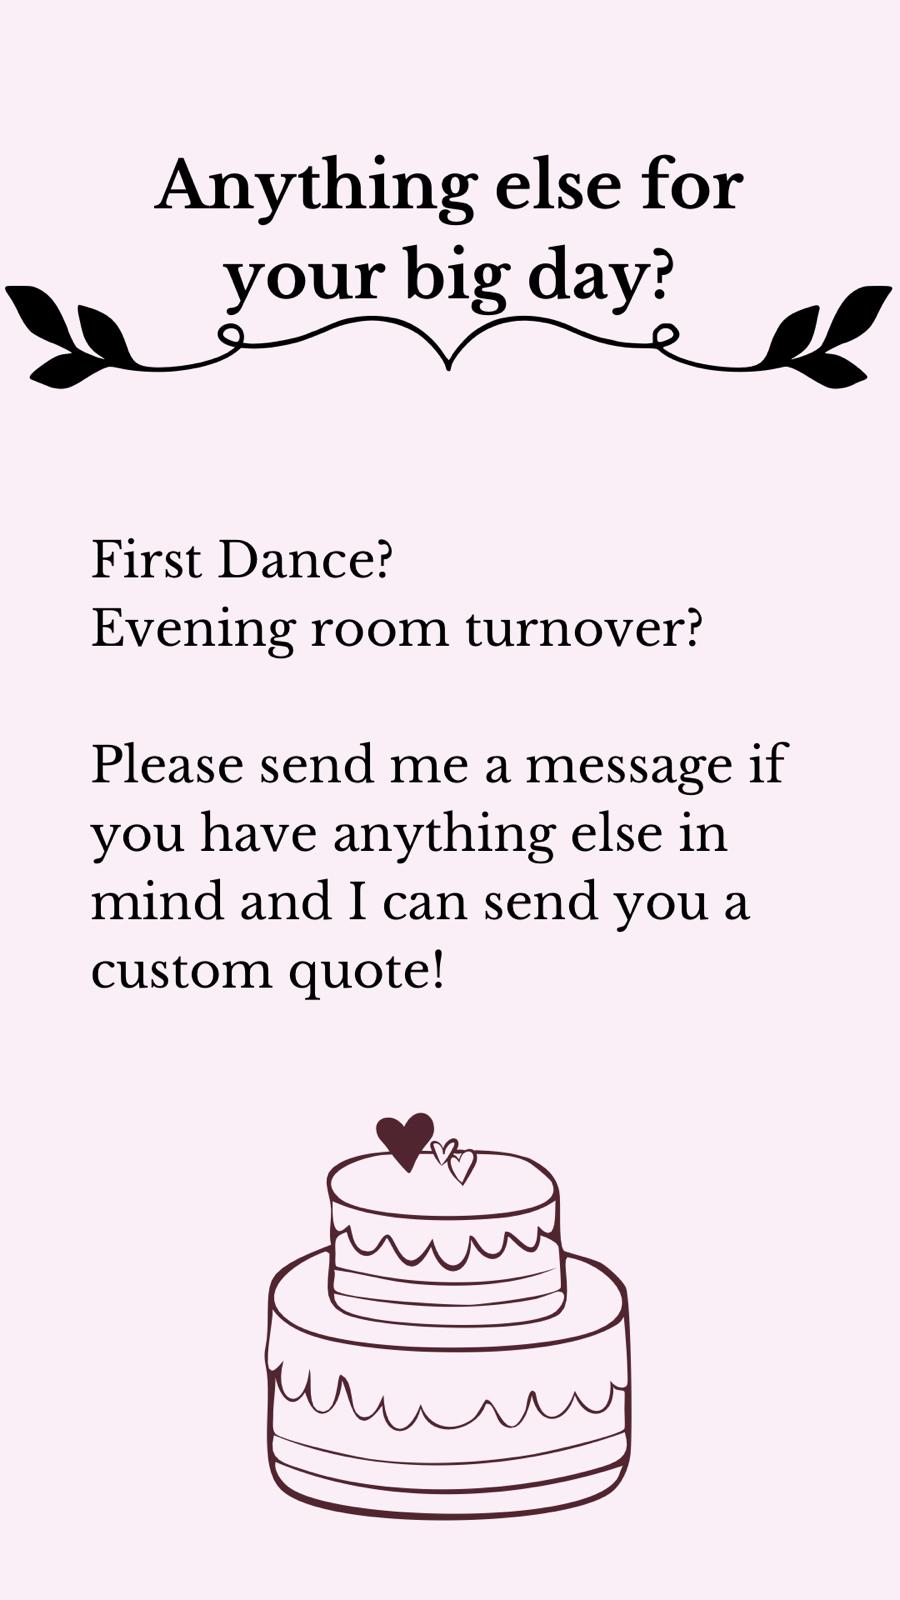 Anything else for
your big day?
First Dance?
Evening room turnover?
Please send me a message if
you have anything else in
mind and I can send you a
custom quote!